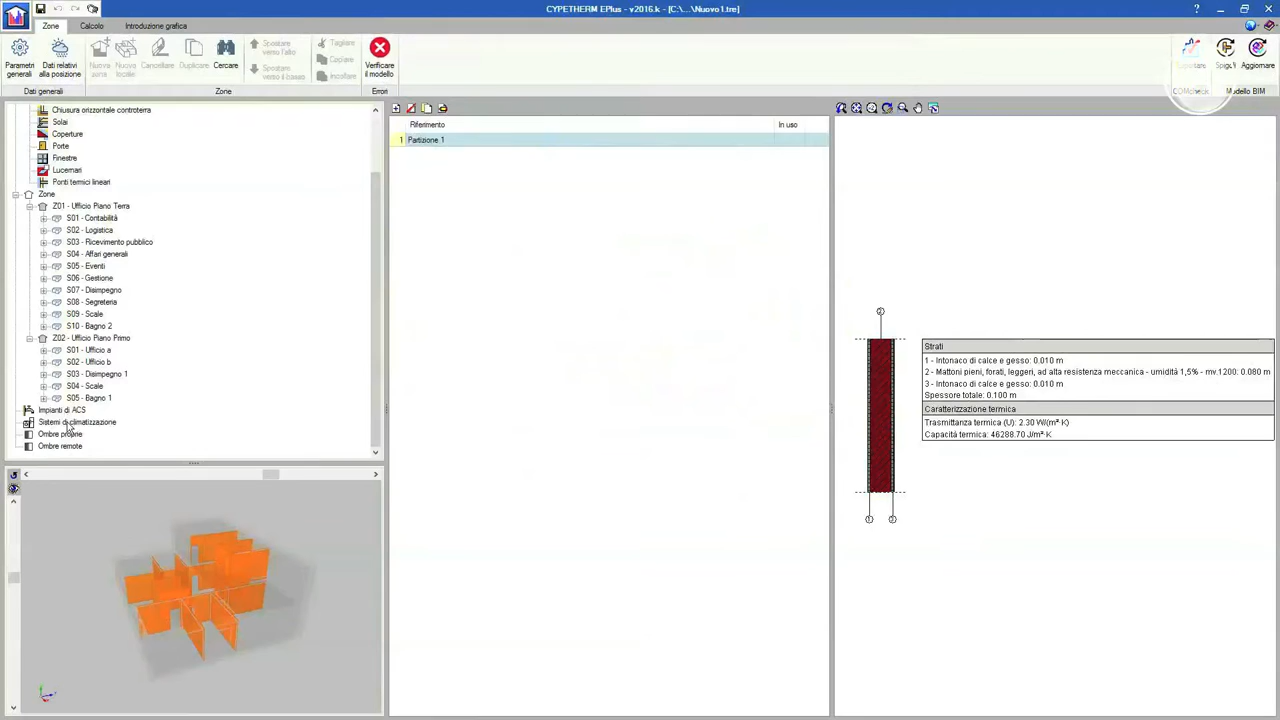 CYPETHERM EPlus - v2016.k - [C:\...\Nuovo1.tre]
Zone
Calcolo
Introduzione grafica
Parametri generali
Dati relativi alla posizione
Nuova zona
Nuovo locale
Cancellare
Duplicare
Cercare
Spostare verso l'alto
Spostare verso il basso
Tagliere
Copiare
Incollare
Verificare il modello
Aggiornare
Dati generali
Zone
Errori
COMcheck
Modello BIM
Chiusura orizzontale controterra
Solai
Coperture
Porte
Finestre
Lucernari
Ponti termici lineari
Zone
Z01 - Ufficio Piano Terra
S01 - Contabilità
S02 - Logistica
S03 - Ricevimento pubblico
S04 - Affari generali
S05 - Eventi
S06 - Gestione
S07 - Disimpegno
S08 - Segreteria
S09 - Scale
S10 - Bagno 2
Z02 - Ufficio Piano Primo
S01 - Ufficio a
S02 - Ufficio b
S03 - Disimpegno 1
S04 - Scale
S05 - Bagno 1
Impianti di ACS
Sistemi di climatizzazione
Ombre proprie
Ombre remote
Riferimento In uso
1 Partizione 1
Strati
1 - Intonaco di calce e gesso: 0.010 m
2 - Mattoni pieni, forati, leggeri, ad alta resistenza meccanica - umidità 1,5% - mv.1200: 0.080 m
3 - Intonaco di calce e gesso: 0.010 m
Spessore totale: 0.100 m
Caratterizzazione termica
Trasmittanza termica (U): 2.30 W/(m²·K)
Capacità termica: 46288.70 J/m²·K